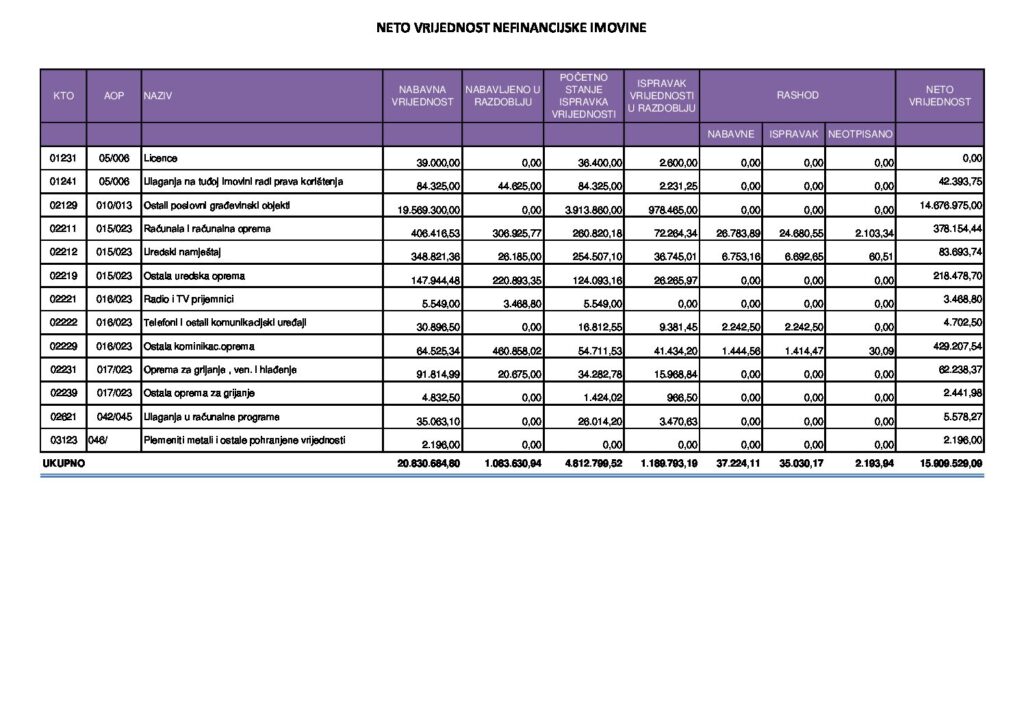 NETO VRIJEDNOST NEFINANCIJSKE IMOVINE
KTO AOP NAZIV NABAVNA VRIJEDNOST NABAVLJENO U RAZDOBLJU POČETNO STANJE ISPRAVKA VRIJEDNOSTI ISPRAVAK VRIJEDNOSTI U RAZDOBLJU RASHOD NETO VRIJEDNOST
NABAVNE ISPRAVAK NEOTPISANO
01231 05/006 Licence 39.000,00 0,00 36.400,00 2.600,00 0,00 0,00 0,00 0,00
01241 05/006 Ulaganja na tuđoj imovini radi prava korištenja 84.325,00 44.625,00 84.325,00 2.231,25 0,00 0,00 0,00 42.393,75
02129 010/013 Ostali poslovni građevinski objekti 19.569.300,00 0,00 3.913.860,00 978.465,00 0,00 0,00 0,00 14.676.975,00
02211 015/023 Računala i računalna oprema 406.416,53 306.925,77 260.820,18 72.264,34 26.783,89 24.680,55 2.103,34 378.154,44
02212 015/023 Uredski namještaj 348.821,36 26.185,00 254.507,10 36.745,01 6.753,16 6.692,65 60,51 83.693,74
02219 015/023 Ostala uredska oprema 147.944,48 220.893,35 124.093,16 26.265,97 0,00 0,00 0,00 218.478,70
02221 016/023 Radio i TV prijemnici 5.549,00 3.468,80 5.549,00 0,00 0,00 0,00 0,00 3.468,80
02222 016/023 Telefoni i ostali komunikacijski uređaji 30.896,50 0,00 16.812,55 9.381,45 2.242,50 2.242,50 0,00 4.702,50
02229 016/023 Ostala kominikac.oprema 64.525,34 460.858,02 54.711,53 41.434,20 1.444,56 1.414,47 30,09 429.207,54
02231 017/023 Oprema za grijanje , ven. i hlađenje 91.814,99 20.675,00 34.282,78 15.968,84 0,00 0,00 0,00 62.238,37
02239 017/023 Ostala oprema za grijanje 4.832,50 0,00 1.424,02 966,50 0,00 0,00 0,00 2.441,98
02621 042/045 Ulaganja u računalne programe 35.063,10 0,00 26.014,20 3.470,63 0,00 0,00 0,00 5.578,27
03123 046/ Plemeniti metali i ostale pohranjene vrijednosti 2.196,00 0,00 0,00 0,00 0,00 0,00 0,00 2.196,00
UKUPNO 20.830.684,80 1.083.630,94 4.812.799,52 1.189.793,19 37.224,11 35.030,17 2.193,94 15.909.529,09